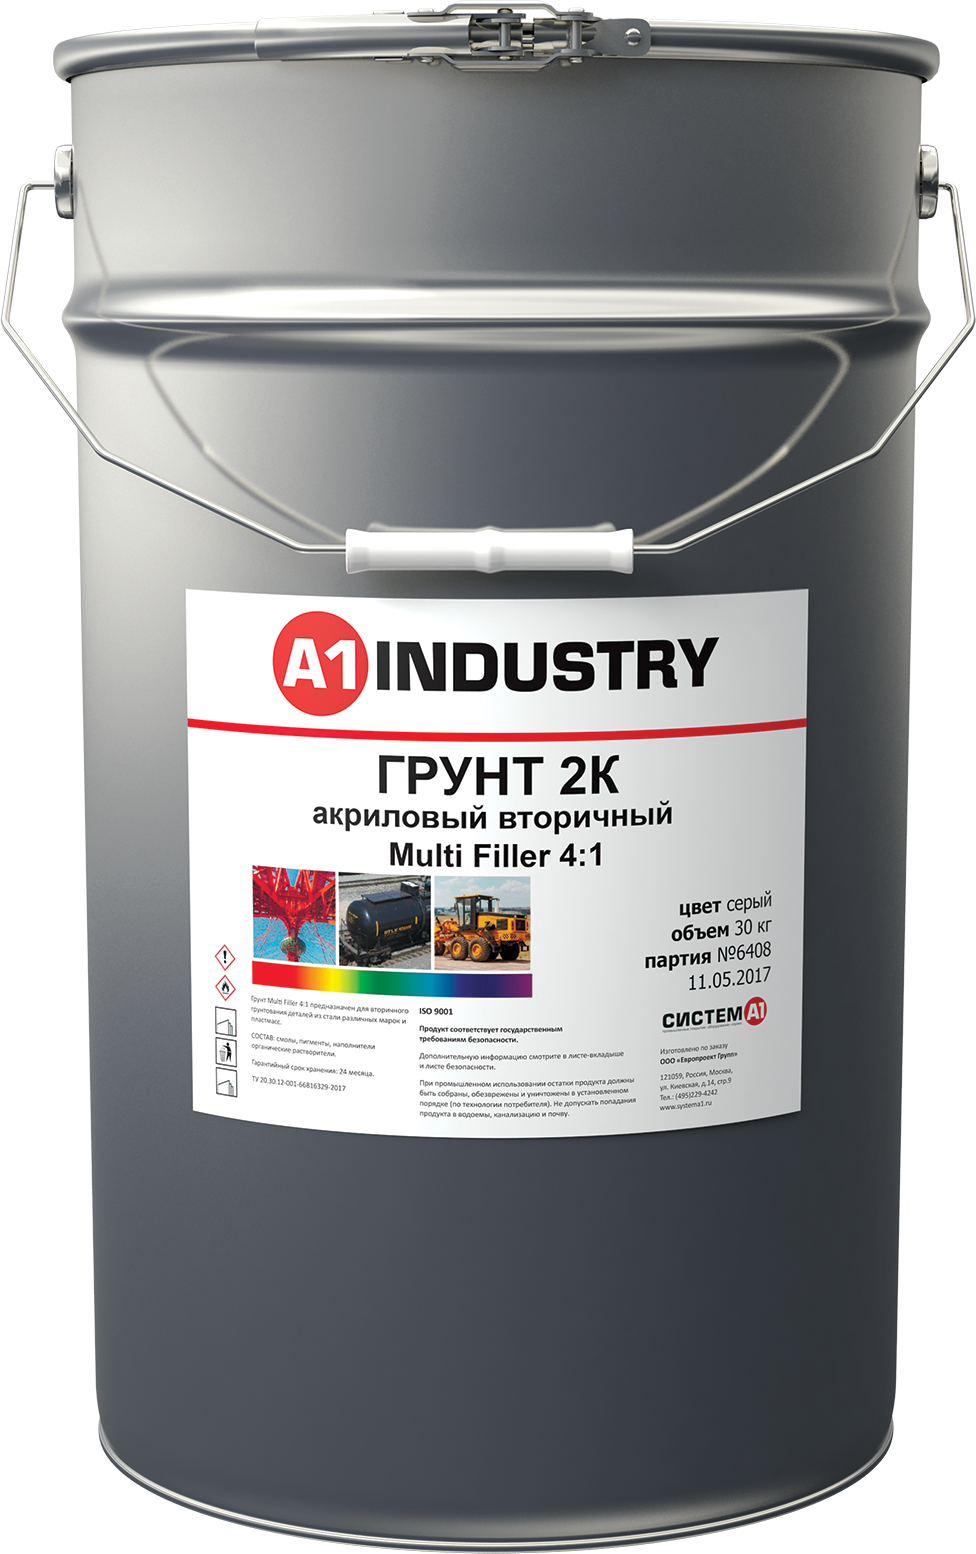 A1 INDUSTRY
ГРУНТ 2К
акриловый вторичный
Multi Filler 4:1
цвет серый
объем 30 кг
партия №6408
11.05.2017
СИСТЕМА1
Грунт Multi Filler 4:1 предназначен для вторичного
грунтования деталей из стали различных марок и
пластмасс.
СОСТАВ: смолы, пигменты, наполнители
органические растворители.
Гарантийный срок хранения: 24 месяца.
ТУ 20.30.12-001-66816329-2017
ISO 9001
Продукт соответствует государственным
требованиям безопасности.
Дополнительную информацию смотрите в листе-вкладыше
и листе безопасности.
При промышленном использовании остатки продукта должны
быть собраны, обезврежены и уничтожены в установленном
порядке (по технологии потребителя). Не допускать попадания
продукта в водоемы, канализацию и почву.
Изготовлено по заказу
ООО «Европроект Групп»
121059, Россия, Москва,
ул. Киевская, д.14, стр.9
Тел.: (495)229-4242
www.systema1.ru